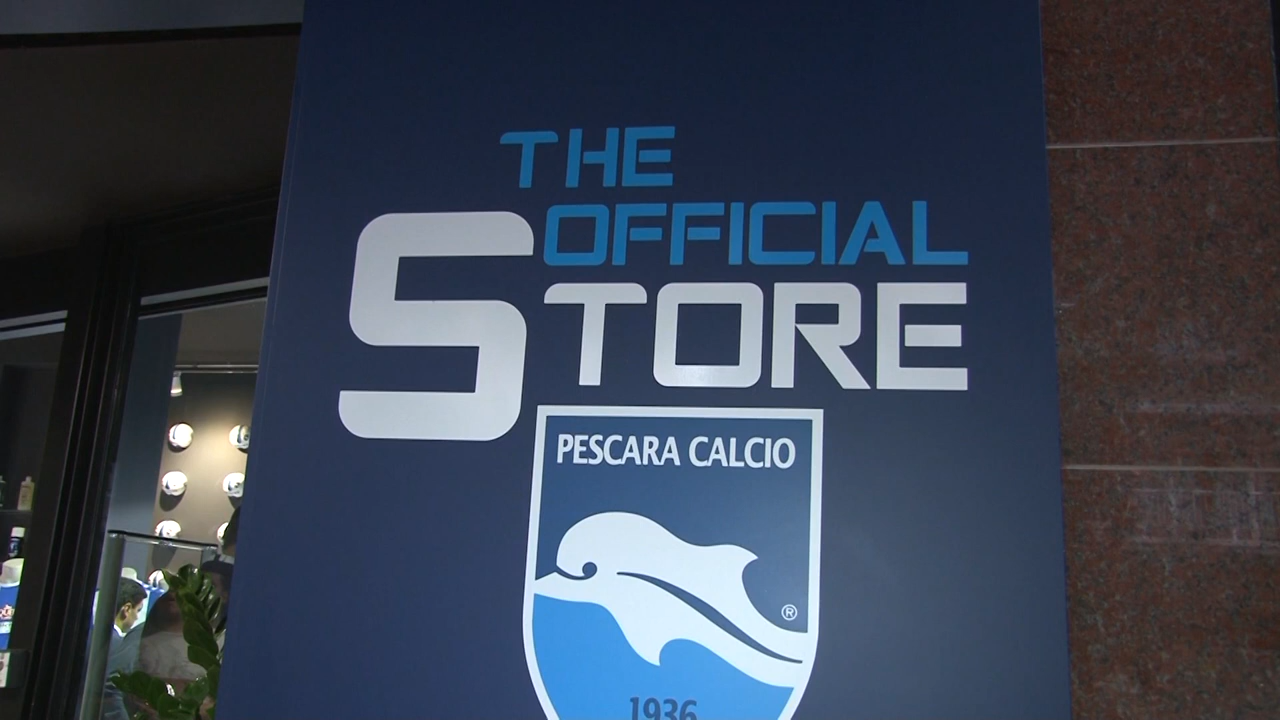 THE
OFFICIAL
STORE
PESCARA CALCIO
®
1936